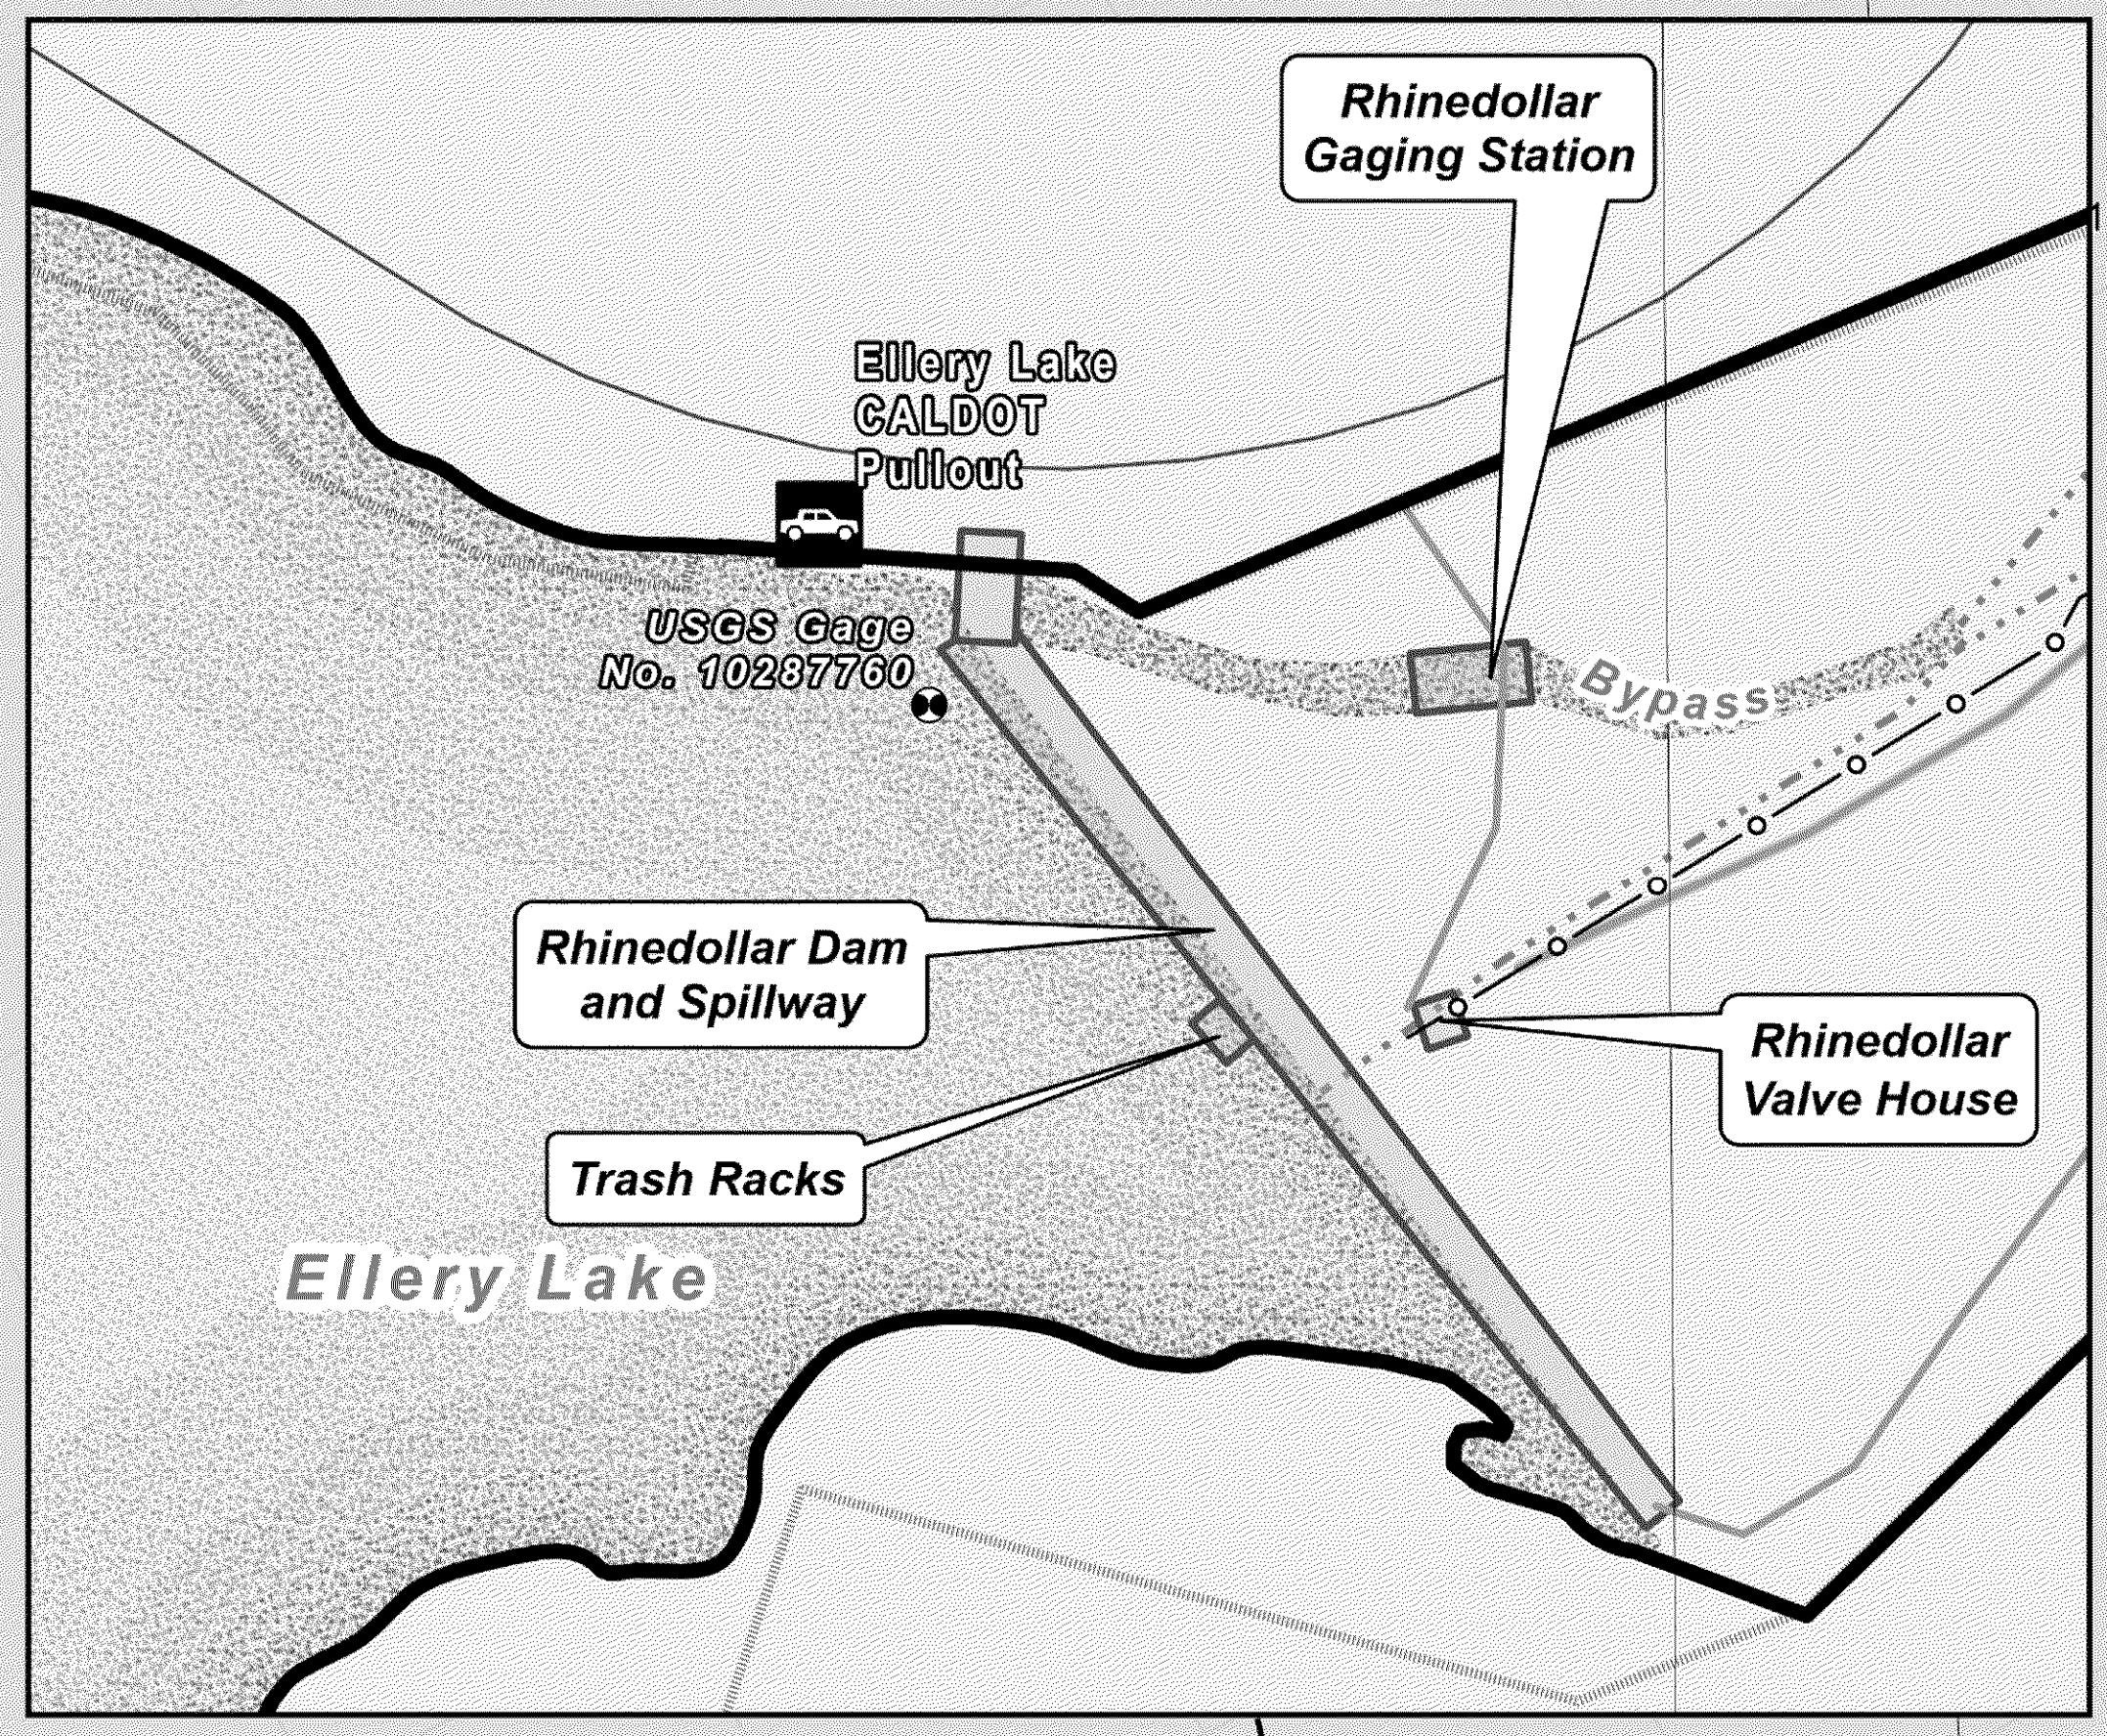 Rhinedollar
Gaging Station
Ellery Lake
CALDOT
Pullout
USGS Gage
No. 10287760
Bypass
Rhinedollar Dam
and Spillway
Rhinedollar
Valve House
Trash Racks
Ellery Lake